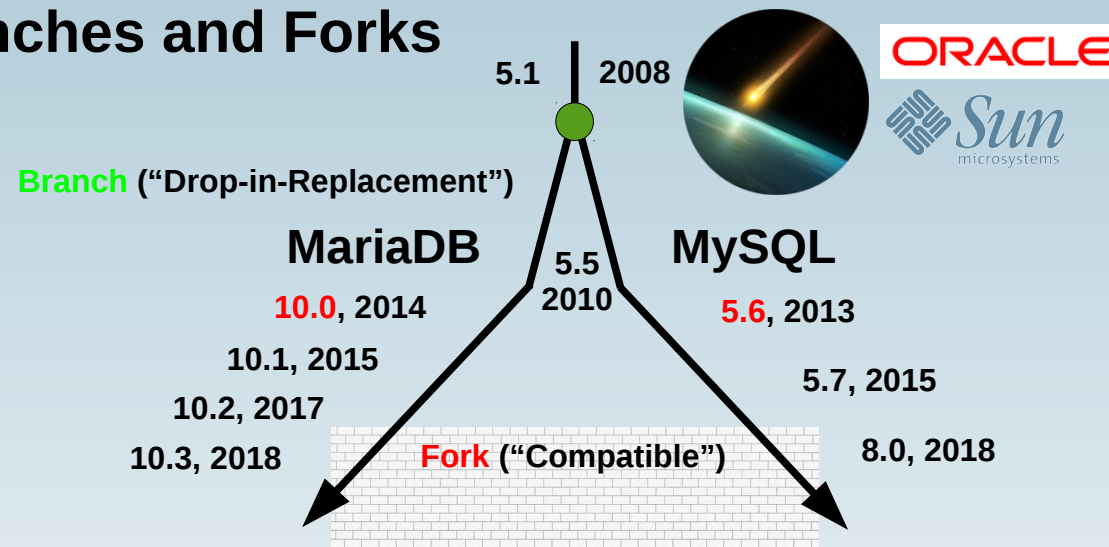 nches and Forks
5.1 2008
ORACLE
Sun
microsystems
Branch (“Drop-in-Replacement”)
MariaDB
MySQL
5.5
2010
10.0, 2014
10.1, 2015
10.2, 2017
10.3, 2018
5.6, 2013
5.7, 2015
8.0, 2018
Fork (“Compatible”)